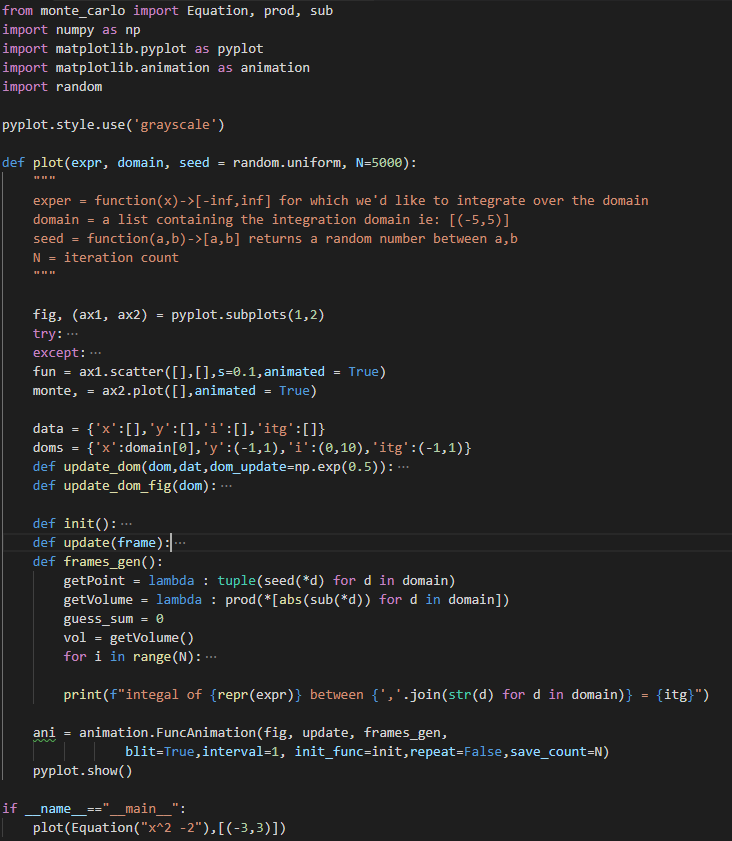 from monte_carlo import Equation, prod, sub
import numpy as np
import matplotlib.pyplot as pyplot
import matplotlib.animation as animation
import random

pyplot.style.use('grayscale')

def plot(expr, domain, seed = random.uniform, N=5000):
    """
    exper = function(x)->[-inf,inf] for which we'd like to integrate over the domain
    domain = a list containing the integration domain ie: [(-5,5)]
    seed = function(a,b)->[a,b] returns a random number between a,b
    N = iteration count
    """

    fig, (ax1, ax2) = pyplot.subplots(1,2)
    try:···
    except:···
    fun = ax1.scatter([],[],s=0.1,animated = True)
    monte, = ax2.plot([],animated = True)

    data = {'x':[],'y':[],'i':[],'itg':[]}
    doms = {'x':domain[0],'y':(-1,1),'i':(0,10),'itg':(-1,1)}
    def update_dom(dom,dat,dom_update=np.exp(0.5)):···
    def update_dom_fig(dom):···

    def init():···
    def update(frame):···
    def frames_gen():
        getPoint = lambda : tuple(seed(*d) for d in domain)
        getVolume = lambda : prod(*[abs(sub(*d)) for d in domain])
        guess_sum = 0
        vol = getVolume()
        for i in range(N):···

        print(f"integal of {repr(expr)} between {','.join(str(d) for d in domain)} = {itg}")

    ani = animation.FuncAnimation(fig, update, frames_gen,
                blit=True,interval=1, init_func=init,repeat=False,save_count=N)
    pyplot.show()

if __name__=="__main__":
    plot(Equation("x^2 -2"),[(-3,3)])